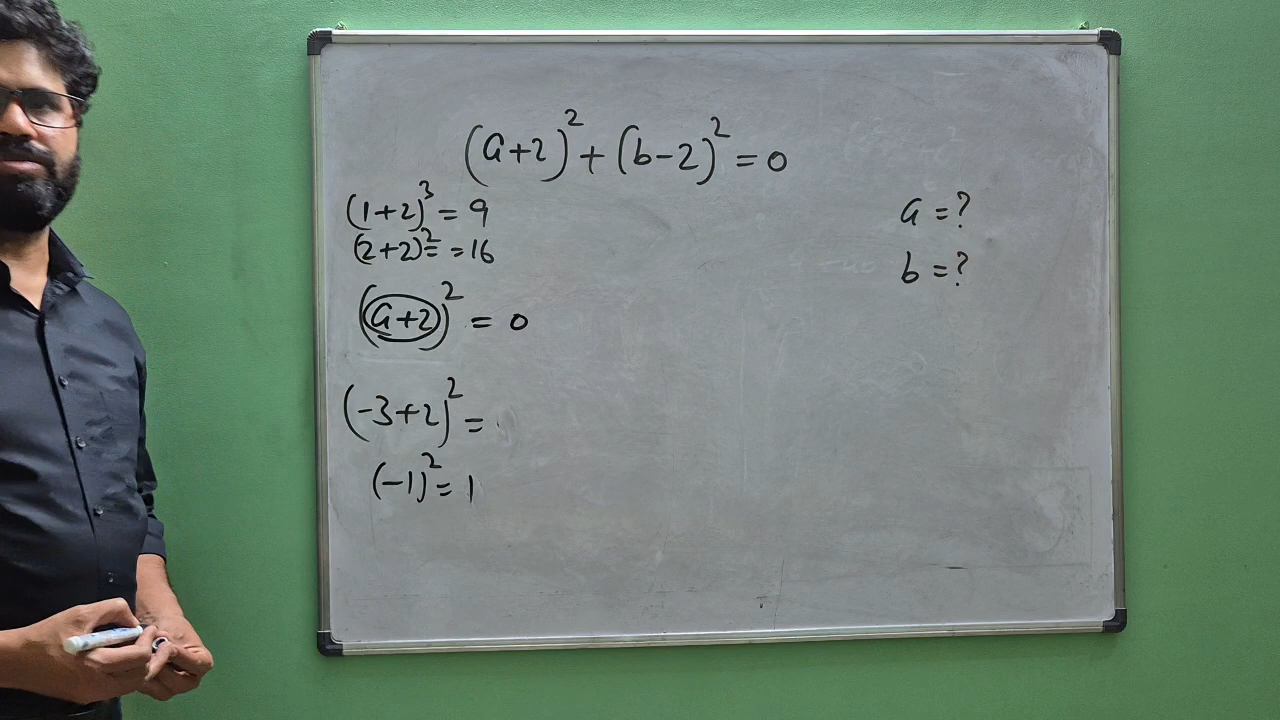 (a+2)² + (b-2)² = 0
(1+2)³ = 9
(2+2)²= =16
(a+2)² = 0
(-3+2)² =
(-1)² = 1
a = ?
b = ?